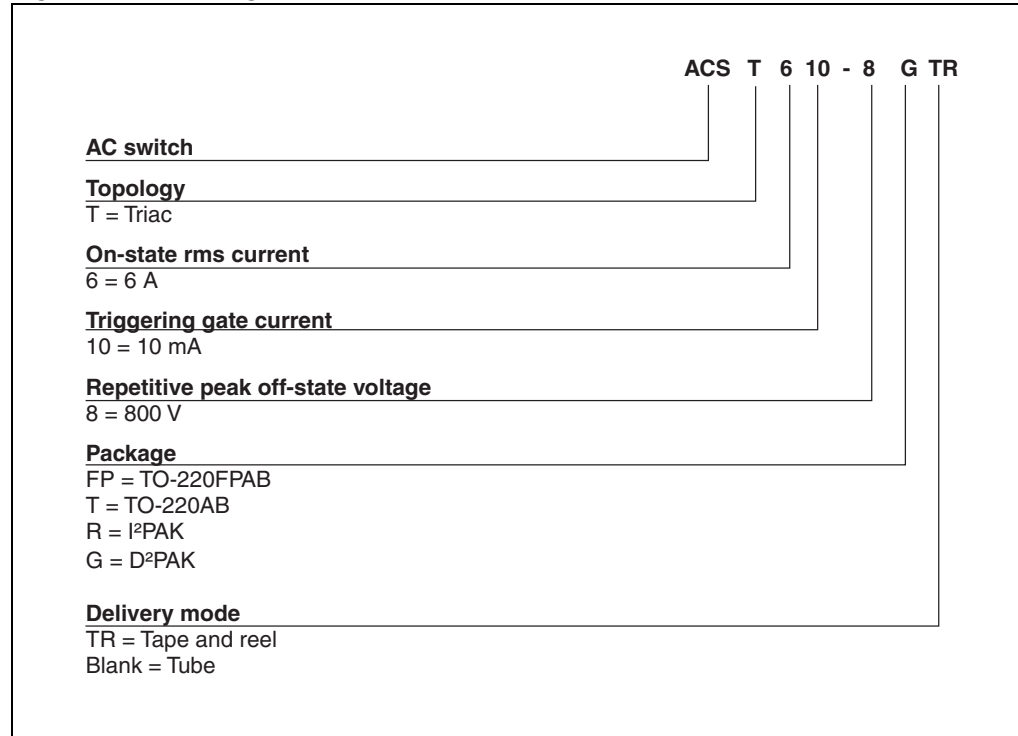 ACS T 6 10 - 8 G TR
AC switch
Topology
T = Triac
On-state rms current
6 = 6 A
Triggering gate current
10 = 10 mA
Repetitive peak off-state voltage
8 = 800 V
Package
FP = TO-220FPAB
T = TO-220AB
R = I²PAK
G = D²PAK
Delivery mode
TR = Tape and reel
Blank = Tube